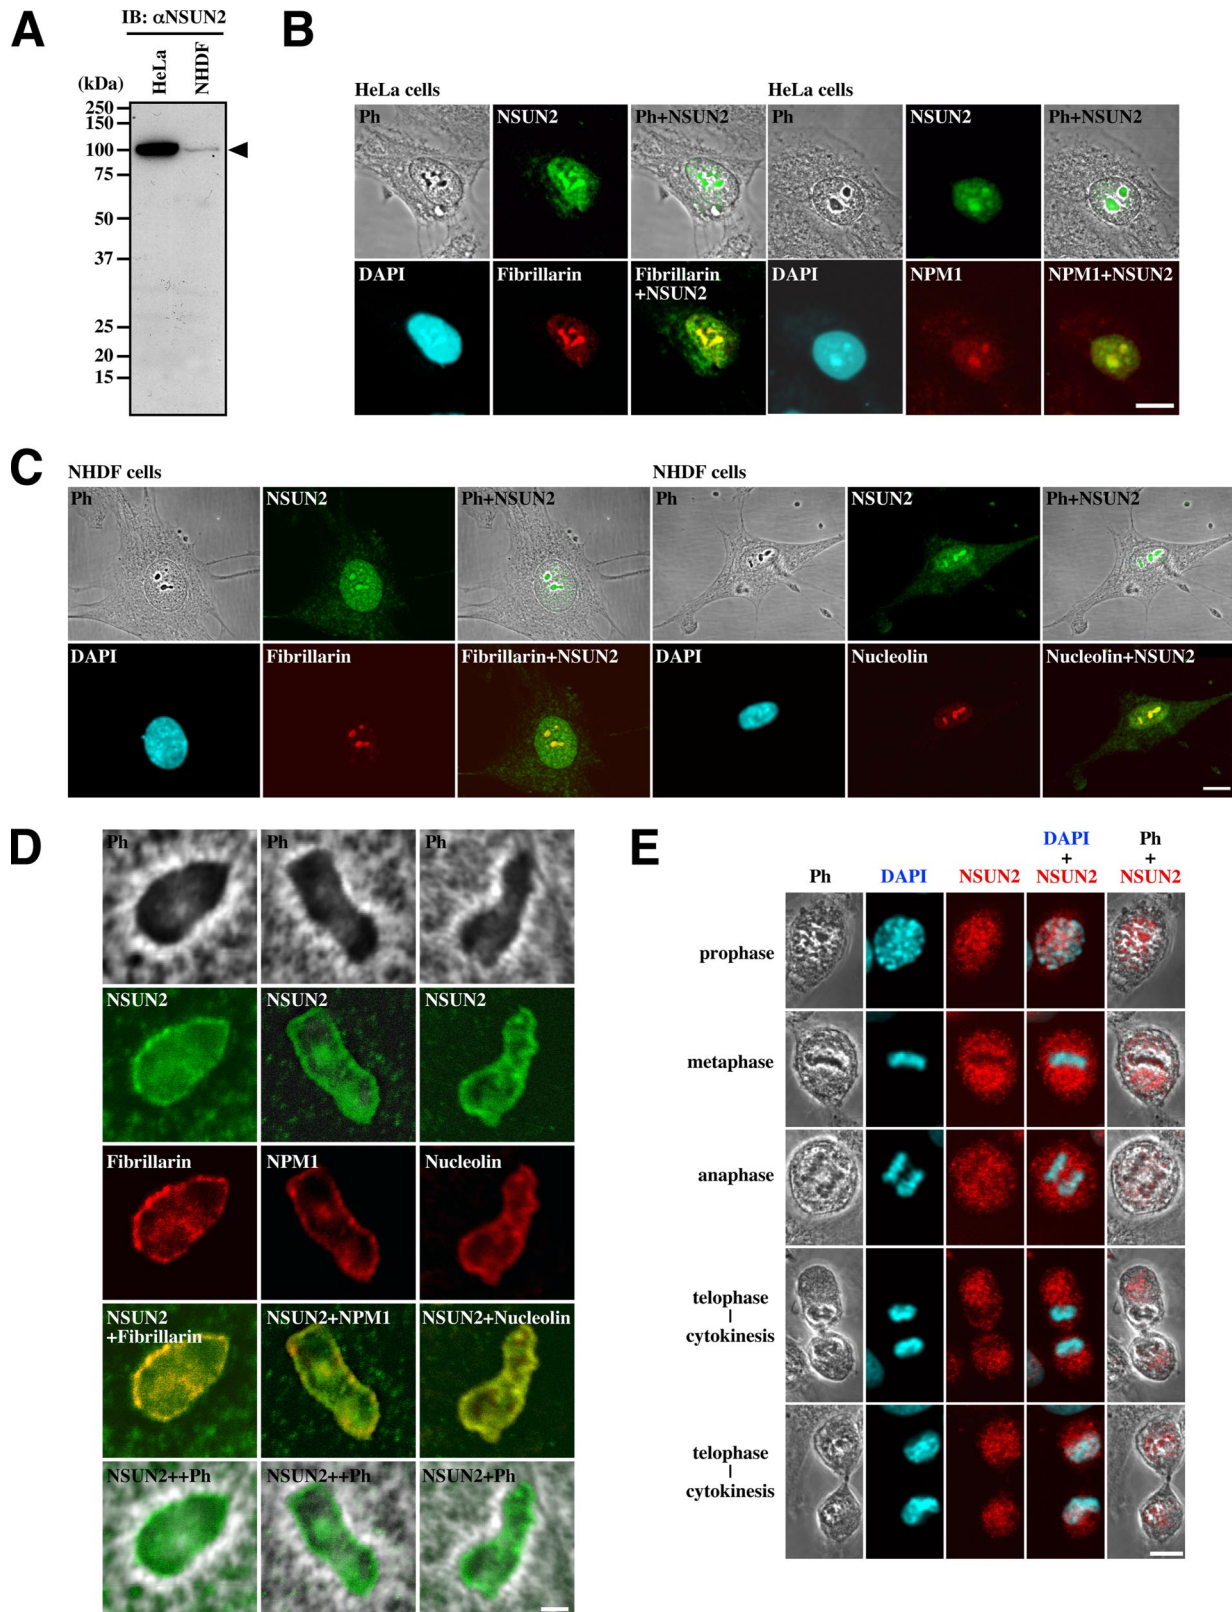 A
IB: αNSUN2
HeLa
NHDF
(kDa)
250
150
100
75
50
37
25
20
15
B
HeLa cells
HeLa cells
Ph
NSUN2
Ph+NSUN2
Ph
NSUN2
Ph+NSUN2
DAPI
Fibrillarin
Fibrillarin
+NSUN2
DAPI
NPM1
NPM1+NSUN2
C
NHDF cells
NHDF cells
Ph
NSUN2
Ph+NSUN2
Ph
NSUN2
Ph+NSUN2
DAPI
Fibrillarin
Fibrillarin+NSUN2
DAPI
Nucleolin
Nucleolin+NSUN2
D
Ph
Ph
Ph
NSUN2
NSUN2
NSUN2
Fibrillarin
NPM1
Nucleolin
NSUN2
+Fibrillarin
NSUN2+NPM1
NSUN2+Nucleolin
NSUN2++Ph
NSUN2++Ph
NSUN2+Ph
E
Ph
DAPI
NSUN2
DAPI
+
NSUN2
Ph
+
NSUN2
prophase
metaphase
anaphase
telophase
cytokinesis
telophase
cytokinesis